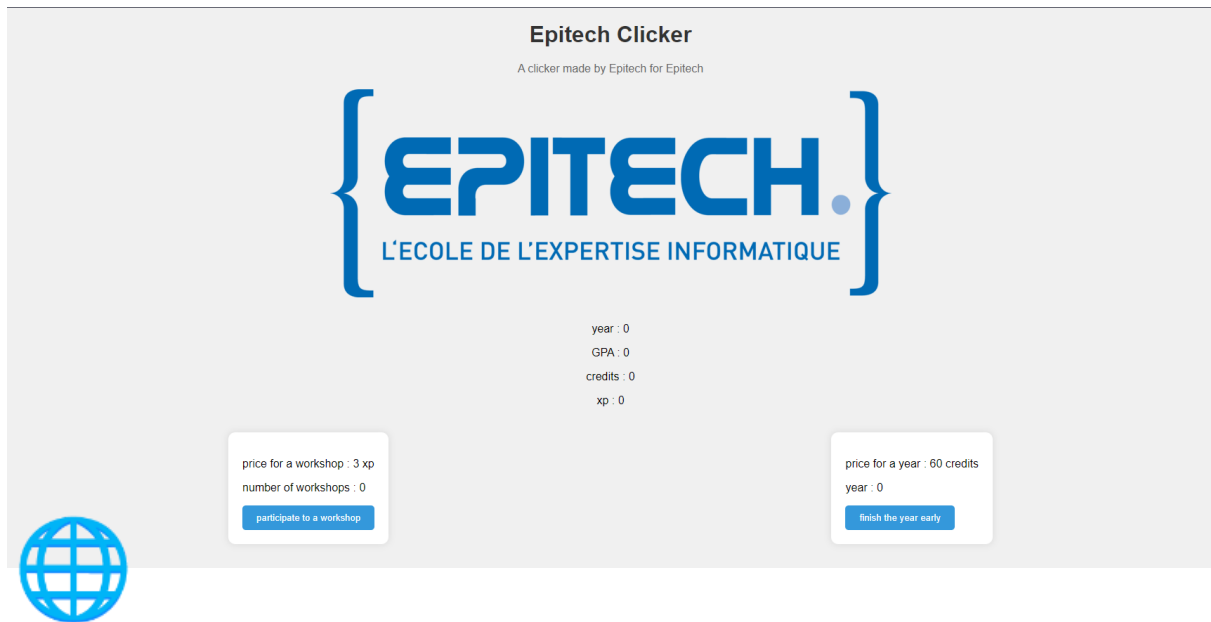 Epitech Clicker
A clicker made by Epitech for Epitech
EPITECH.
L'ECOLE DE L'EXPERTISE INFORMATIQUE
year : 0
GPA : 0
credits : 0
xp : 0
price for a workshop : 3 xp
number of workshops : 0
participate to a workshop
price for a year : 60 credits
year : 0
finish the year early